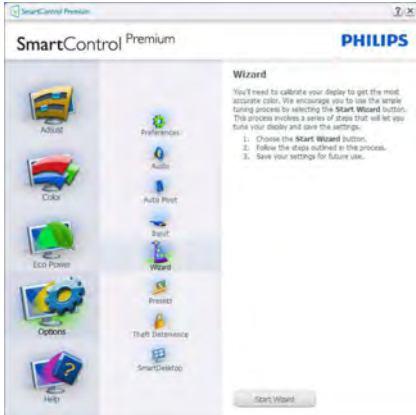 SmartControl Premium
SmartControl Premium
PHILIPS
Adjust
Color
Eco Power
Options
Help
Preferences
Audio
Auto Pivot
Input
Wizard
Presets
Theft Deterrence
SmartDesktop
Wizard
You'll need to calibrate your display to get the most
accurate color. We encourage you to use the simple
tuning process by selecting the Start Wizard button.
This process involves a series of steps that will let you
tune your display and save the settings.
1. Choose the Start Wizard button.
2. Follow the steps outlined in the process.
3. Save your settings for future use.
Start Wizard